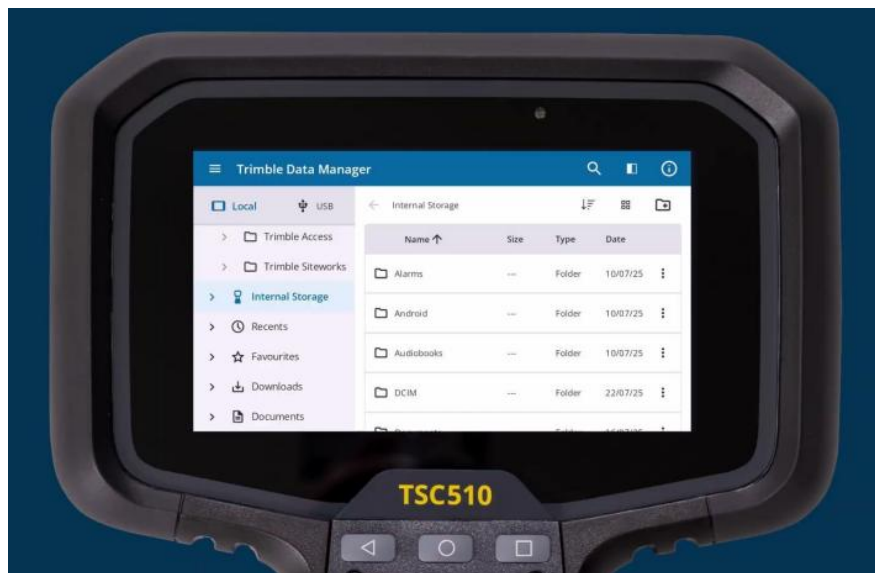 Trimble Data Manager
Local USB
Internal Storage
Trimble Access
Trimble Siteworks
Internal Storage
Recents
Favourites
Downloads
Documents
Name Size Type Date
Alarms --- Folder 10/07/25
Android --- Folder 10/07/25
Audiobooks --- Folder 10/07/25
DCIM --- Folder 22/07/25
TSC510